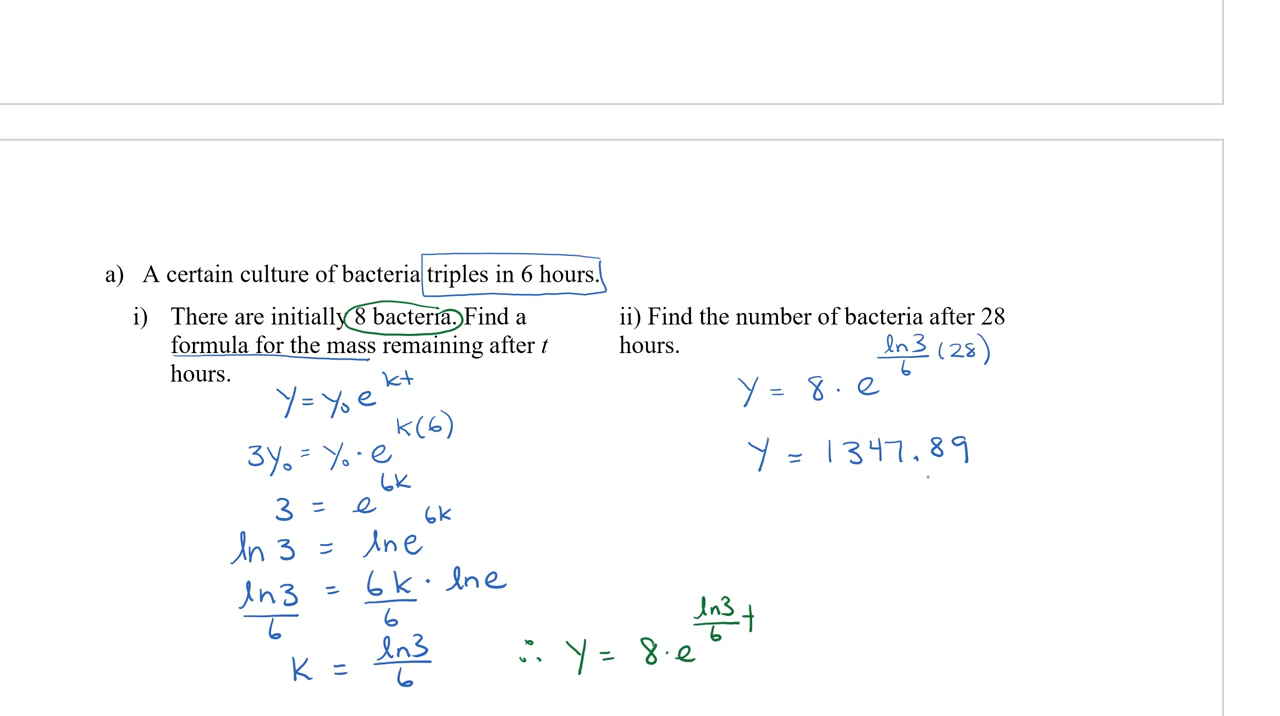 a) A certain culture of bacteria triples in 6 hours.
i) There are initially 8 bacteria. Find a
formula for the mass remaining after t
hours.
y = y₀e^(kt)
3y₀ = y₀ · e^(k(6))
3 = e^(6k)
ln 3 = ln e^(6k)
ln3/6 = 6k/6 · ln e
k = ln3/6
∴ y = 8 · e^(ln3/6 t)
ii) Find the number of bacteria after 28
hours.
y = 8 · e^(ln3/6 (28))
y = 1347.89